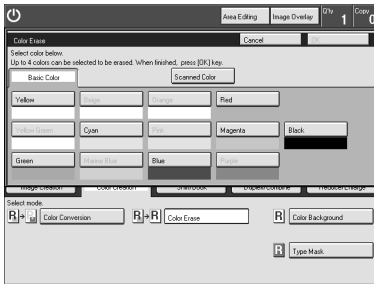 Area Editing Image Overlay Q'ty 1 Copy 0
Color Erase Cancel OK
Select color below.
Up to 4 colors can be selected to be erased. When finished, press [OK] key.
Basic Color Scanned Color
Yellow Beige Orange Red
Yellow Green Cyan Pink Magenta Black
Green Marine Blue Blue Purple
Image Creation Color Creation Shift/Book Duplex/Combine Reduce/Enlarge
Select mode.
R → R Color Conversion R → R Color Erase R Color Background
R Type Mask